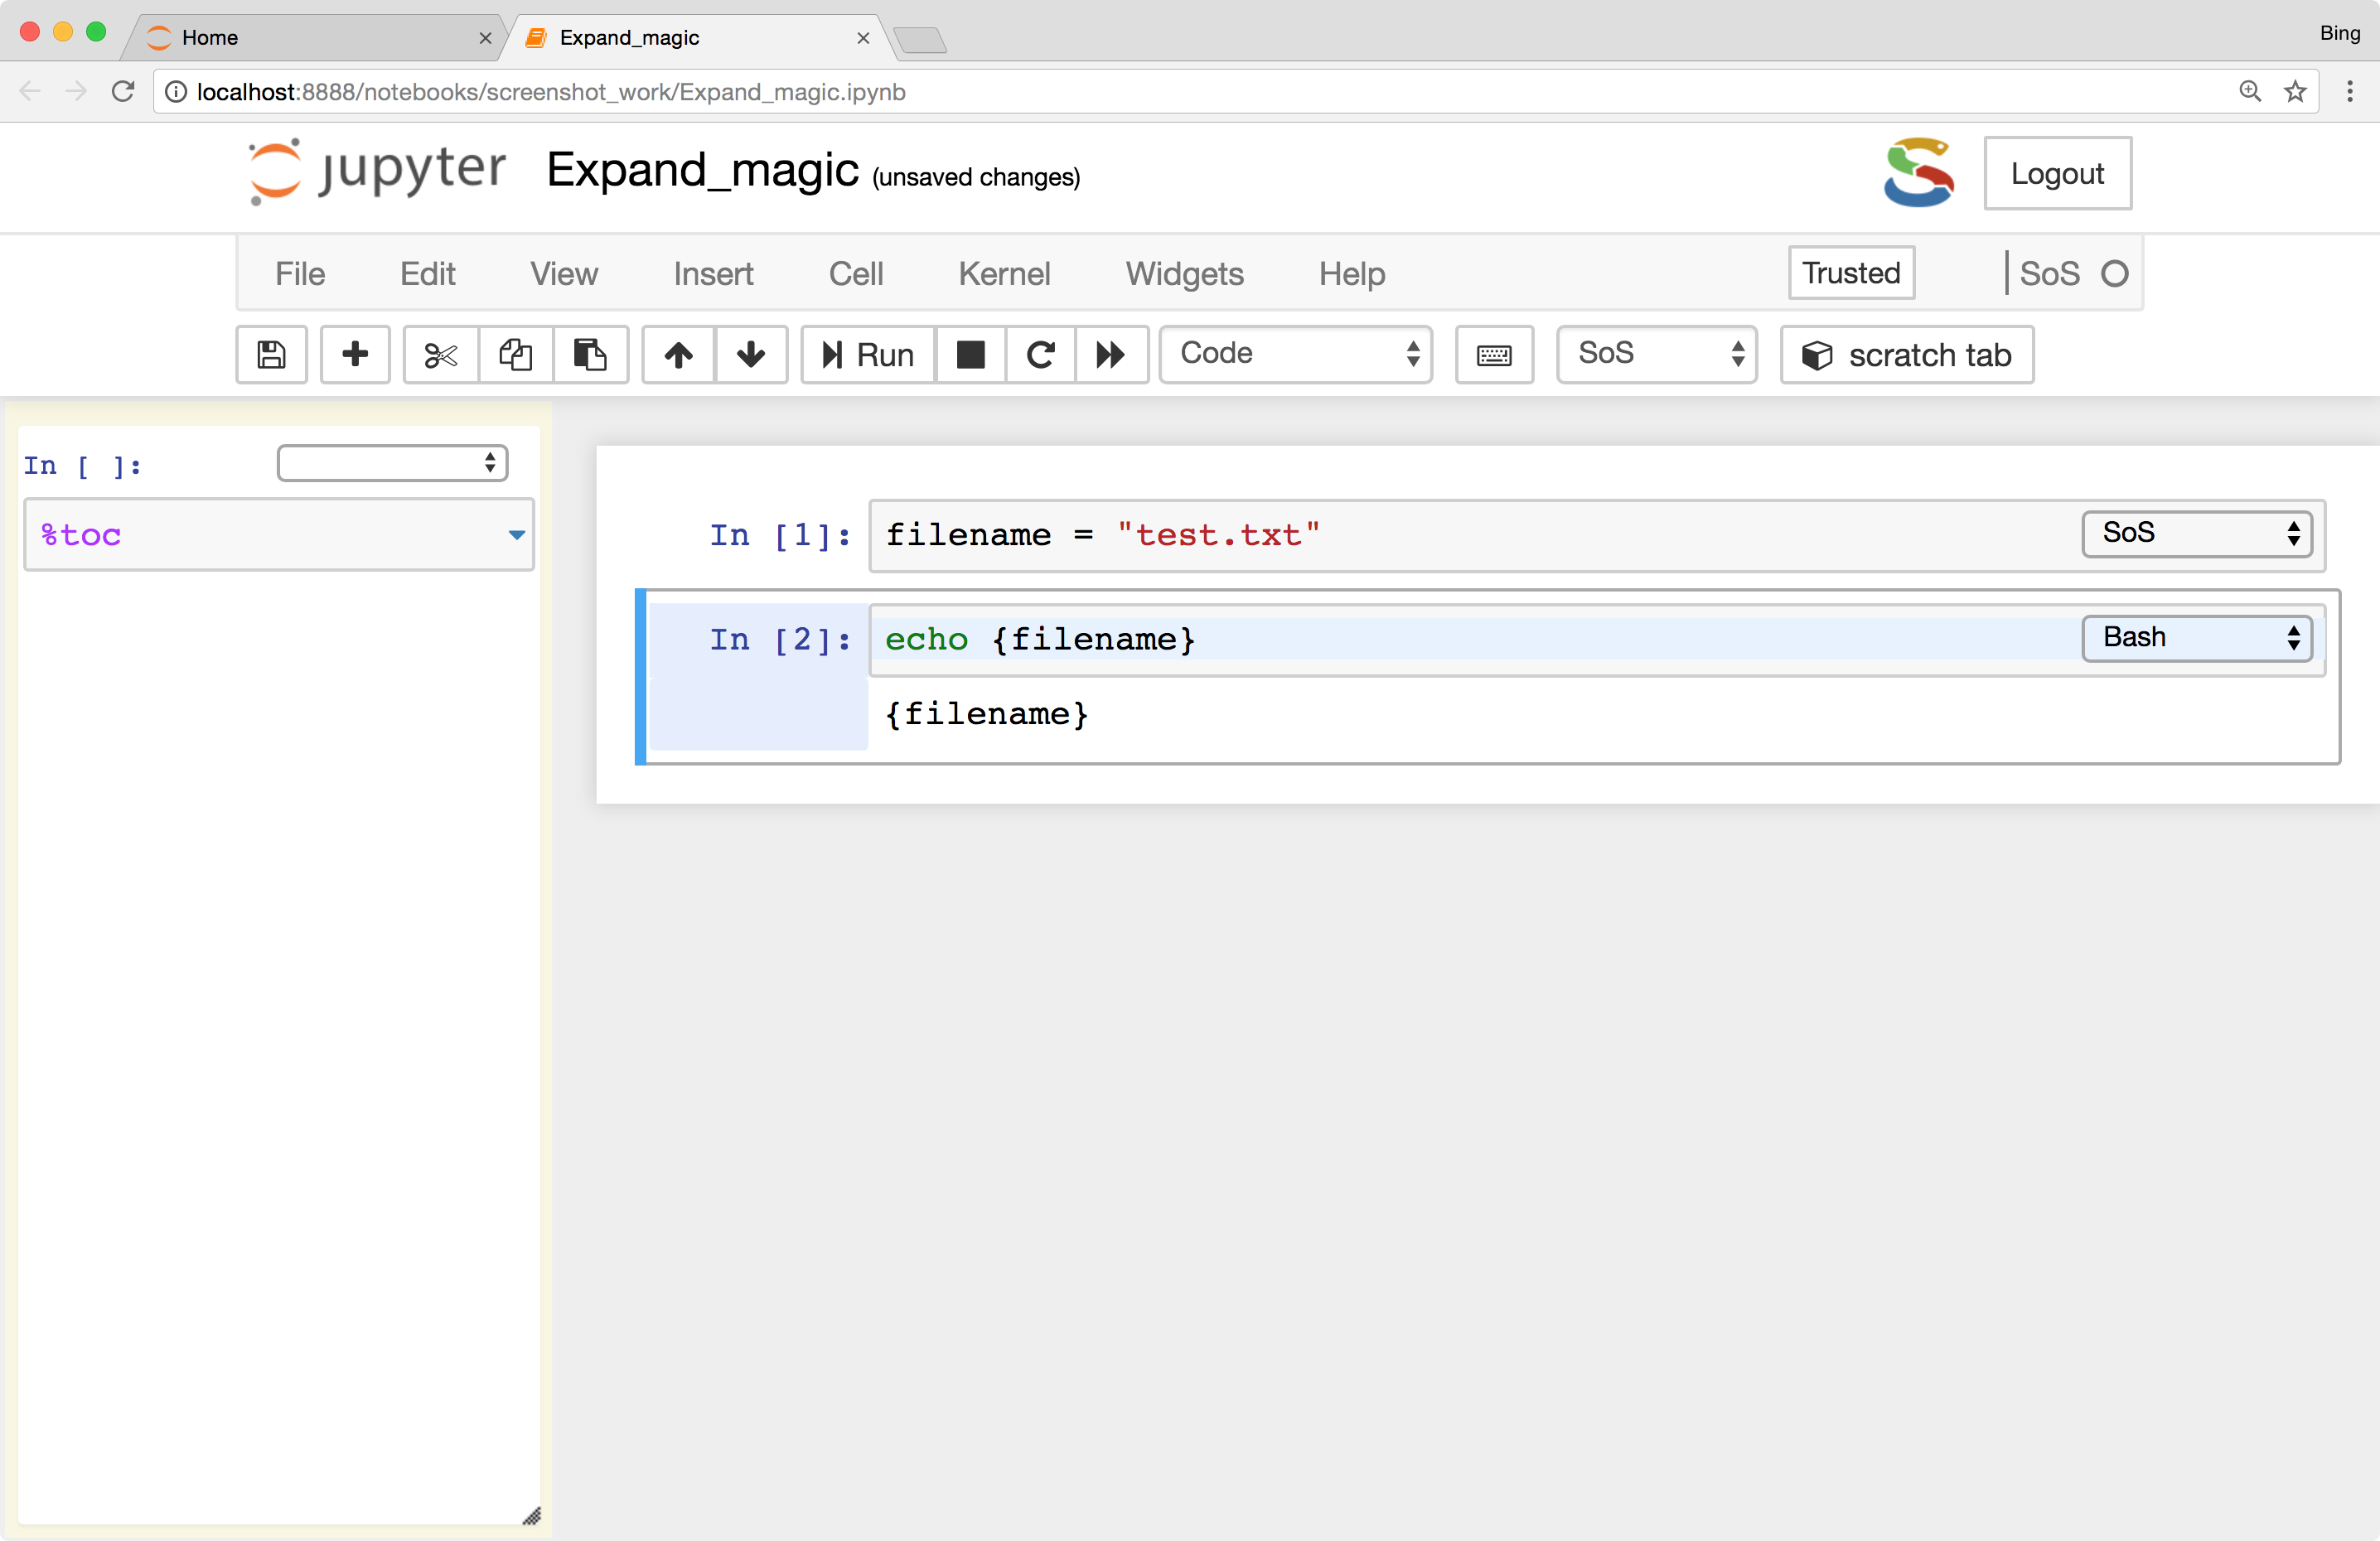 Home
Expand_magic
Bing
localhost:8888/notebooks/screenshot_work/Expand_magic.ipynb
jupyter Expand_magic (unsaved changes)
Logout
File Edit View Insert Cell Kernel Widgets Help Trusted SoS
Run Code SoS scratch tab
In [ ]:
%toc
In [1]: filename = "test.txt" SoS
In [2]: echo {filename} Bash
{filename}